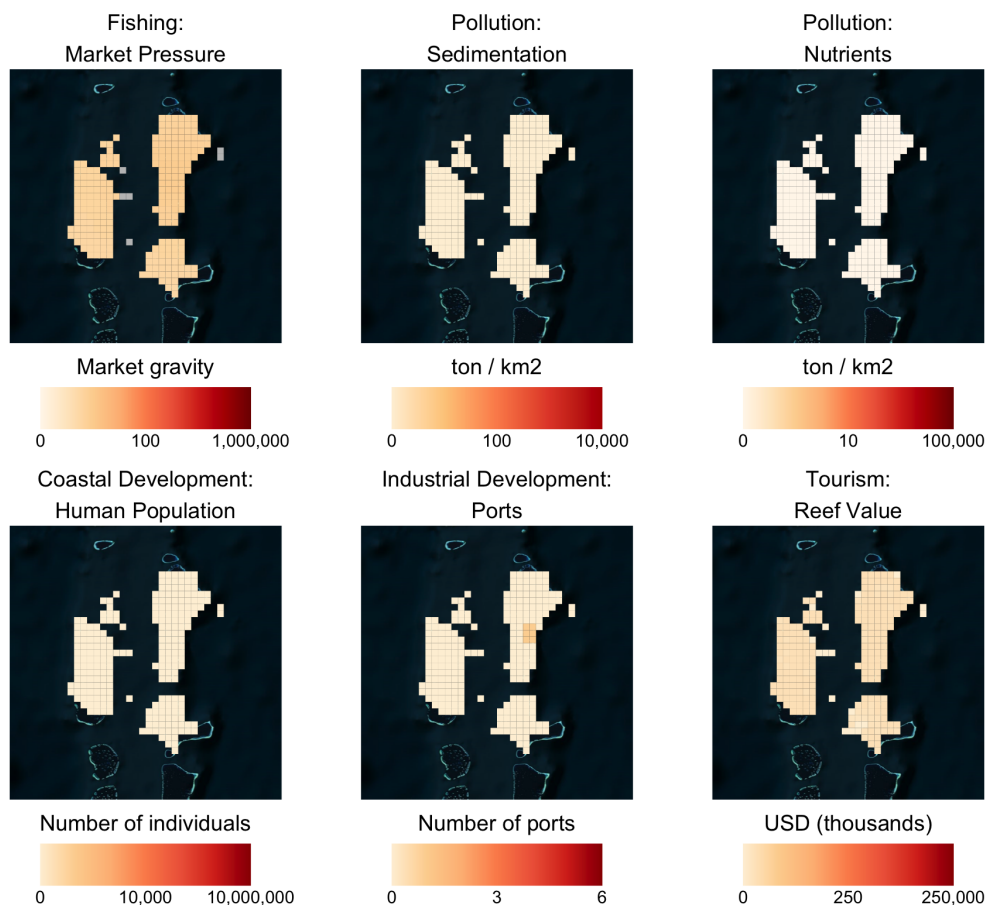 Fishing:
Market Pressure
Pollution:
Sedimentation
Pollution:
Nutrients
Market gravity
0 100 1,000,000
ton / km2
0 100 10,000
ton / km2
0 10 100,000
Coastal Development:
Human Population
Industrial Development:
Ports
Tourism:
Reef Value
Number of individuals
0 10,000 10,000,000
Number of ports
0 3 6
USD (thousands)
0 250 250,000